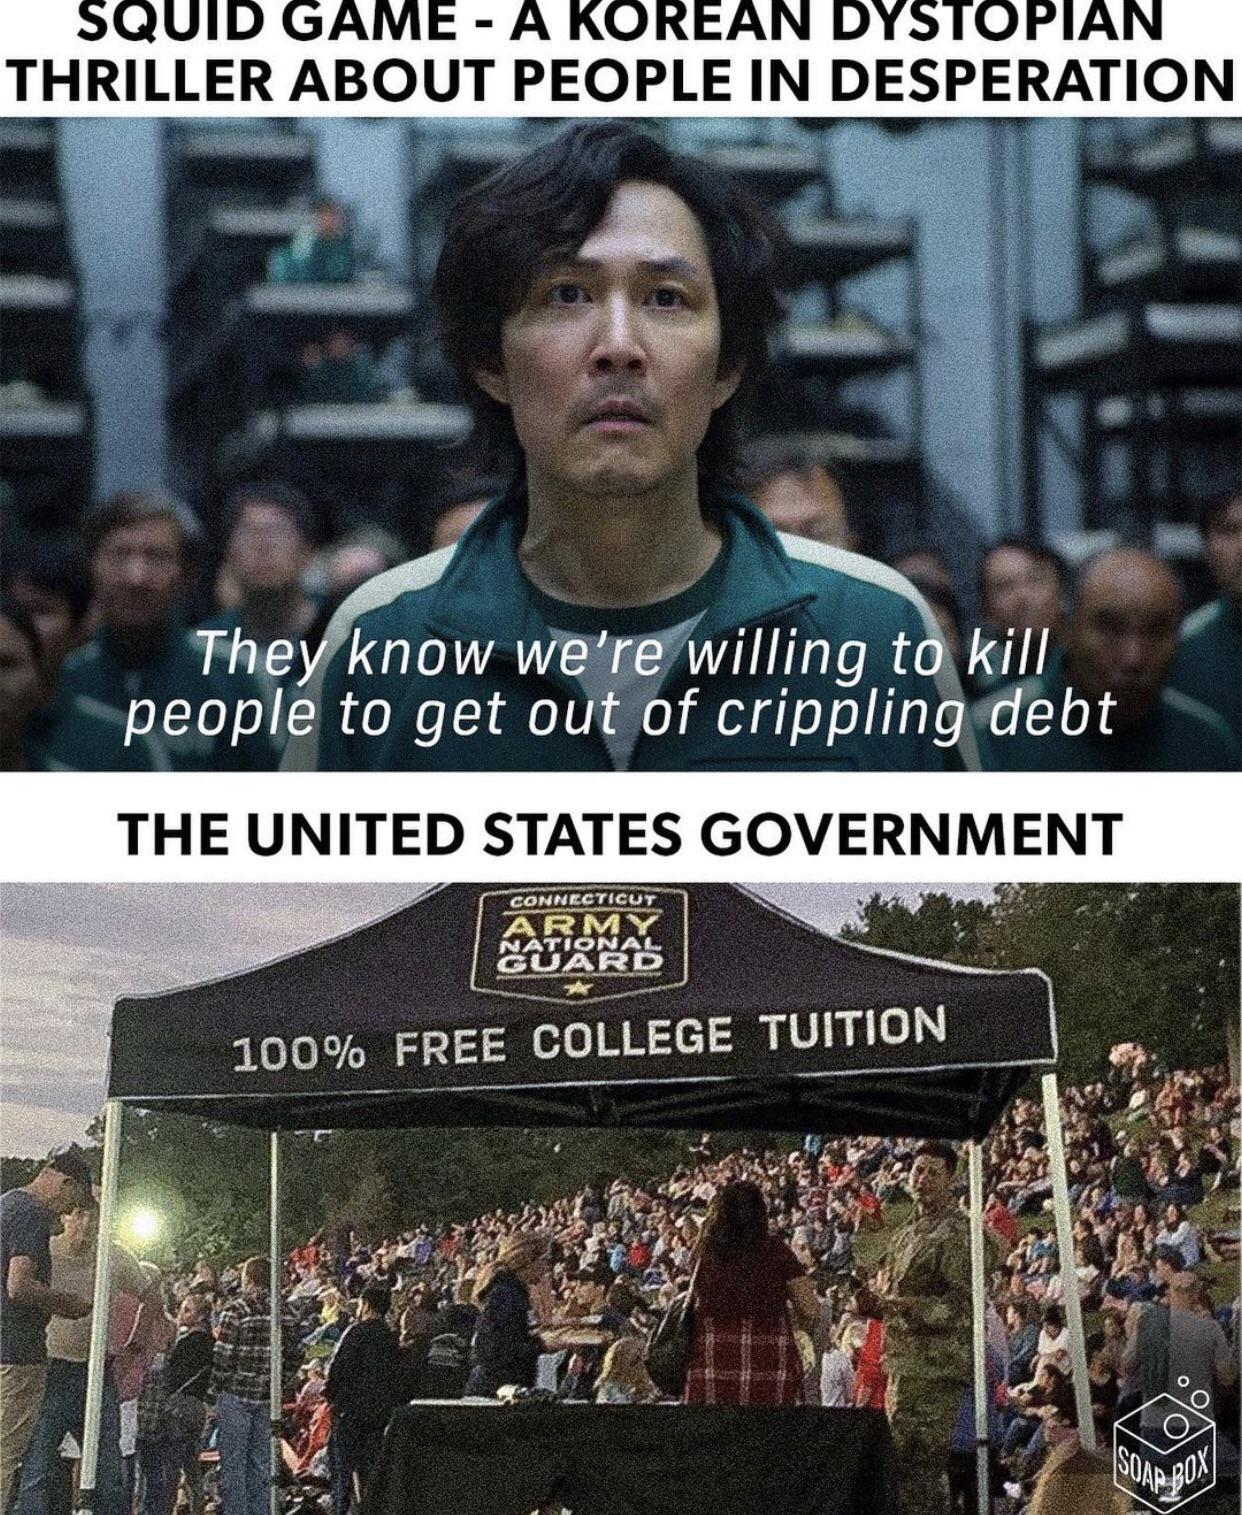 SQUID GAME - A KOREAN DYSTOPIAN
THRILLER ABOUT PEOPLE IN DESPERATION
They know we're willing to kill
people to get out of crippling debt
THE UNITED STATES GOVERNMENT
CONNECTICUT
ARMY
NATIONAL
GUARD
100% FREE COLLEGE TUITION
SOAP BOX